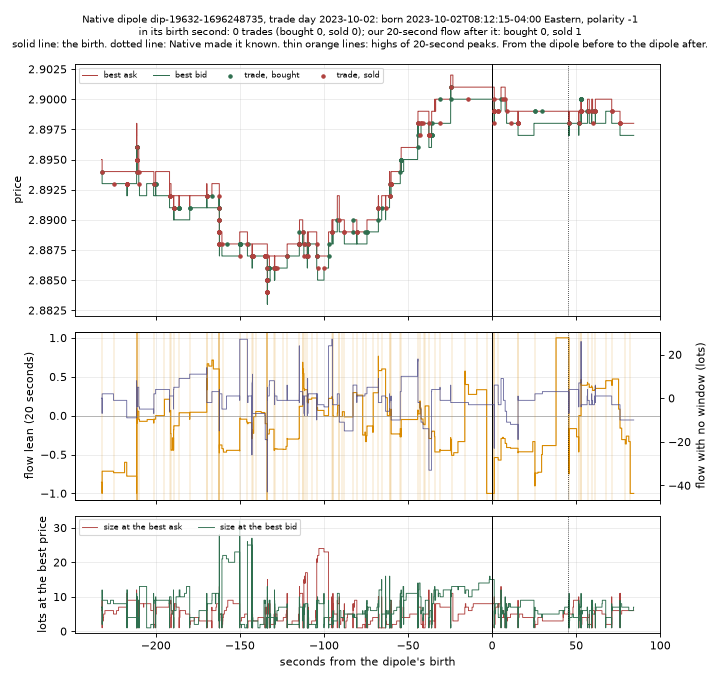 Native dipole dip-19632-1696248735, trade day 2023-10-02: born 2023-10-02T08:12:15-04:00 Eastern, polarity -1
in its birth second: 0 trades (bought 0, sold 0); our 20-second flow after it: bought 0, sold 1
solid line: the birth. dotted line: Native made it known. thin orange lines: highs of 20-second peaks. From the dipole before to the dipole after.
best ask best bid trade, bought trade, sold
2.9025
2.9000
2.8975
2.8950
2.8925
2.8900
2.8875
2.8850
2.8825
price
1.0
0.5
0.0
−0.5
−1.0
flow lean (20 seconds)
20
0
−20
−40
flow with no window (lots)
size at the best ask size at the best bid
30
20
10
0
lots at the best price
−200 −150 −100 −50 0 50 100
seconds from the dipole's birth